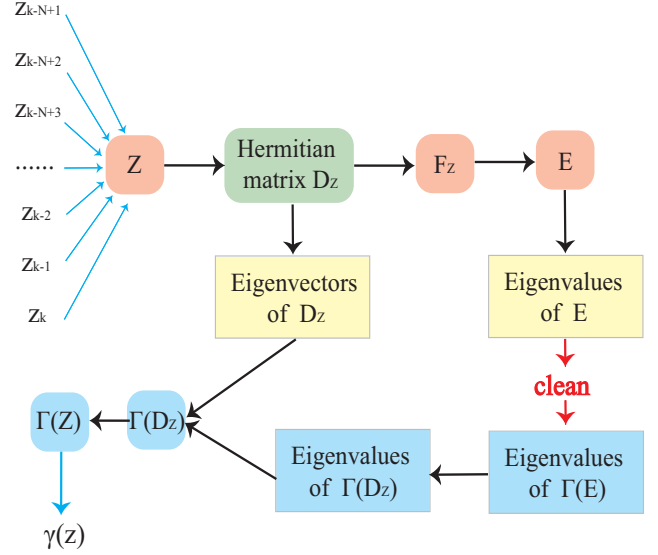 Zk-N+1
Zk-N+2
Zk-N+3
......
Zk-2
Zk-1
Zk
Z
Hermitian
matrix Dz
Fz
E
Eigenvectors
of Dz
Eigenvalues
of E
clean
Γ(Z)
Γ(Dz)
Eigenvalues
of Γ(Dz)
Eigenvalues
of Γ(E)
γ(z)